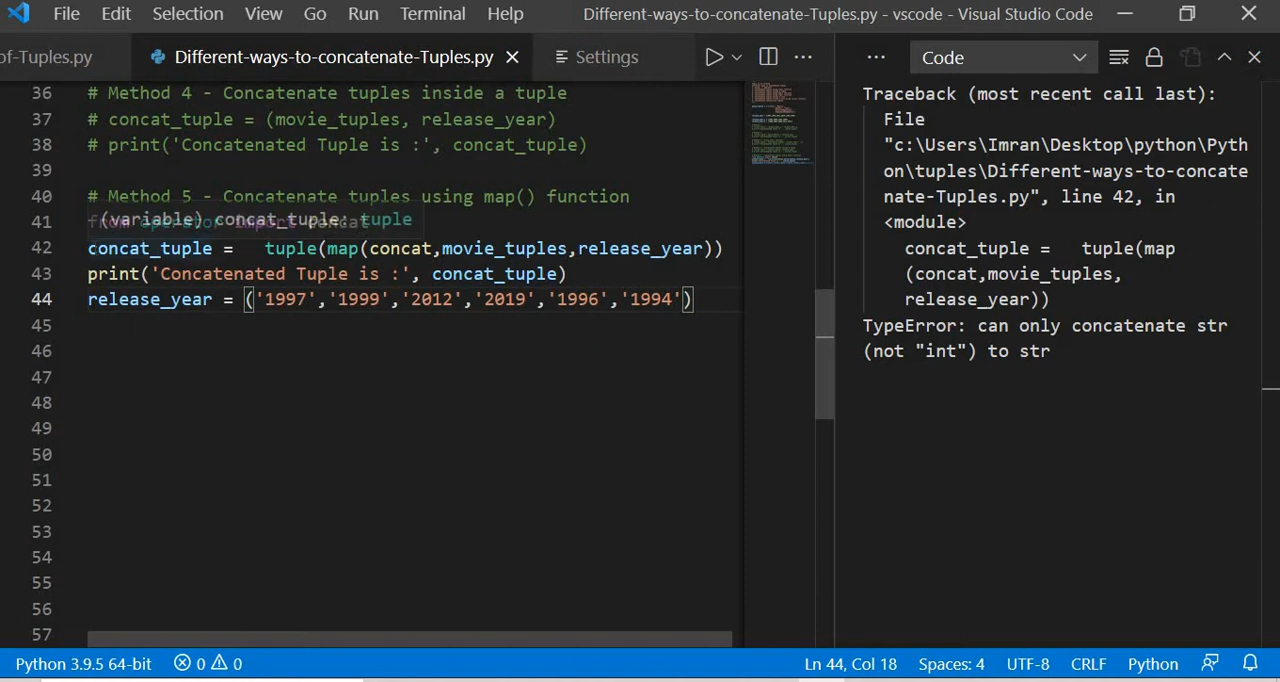 File Edit Selection View Go Run Terminal Help Different-ways-to-concatenate-Tuples.py - vscode - Visual Studio Code
of-Tuples.py Different-ways-to-concatenate-Tuples.py Settings Code
36 # Method 4 - Concatenate tuples inside a tuple
37 # concat_tuple = (movie_tuples, release_year)
38 # print('Concatenated Tuple is :', concat_tuple)
39
40 # Method 5 - Concatenate tuples using map() function
(variable) concat_tuple: tuple
41 from operator import concat
42 concat_tuple =   tuple(map(concat,movie_tuples,release_year))
43 print('Concatenated Tuple is :', concat_tuple)
44 release_year = ('1997','1999','2012','2019','1996','1994')
45
46
47
48
49
50
51
52
53
54
55
56
57
Traceback (most recent call last):
File
"c:\Users\Imran\Desktop\python\Pyth
on\tuples\Different-ways-to-concate
nate-Tuples.py", line 42, in
<module>
concat_tuple =   tuple(map
(concat,movie_tuples,
release_year))
TypeError: can only concatenate str
(not "int") to str
Python 3.9.5 64-bit 0 0 Ln 44, Col 18 Spaces: 4 UTF-8 CRLF Python